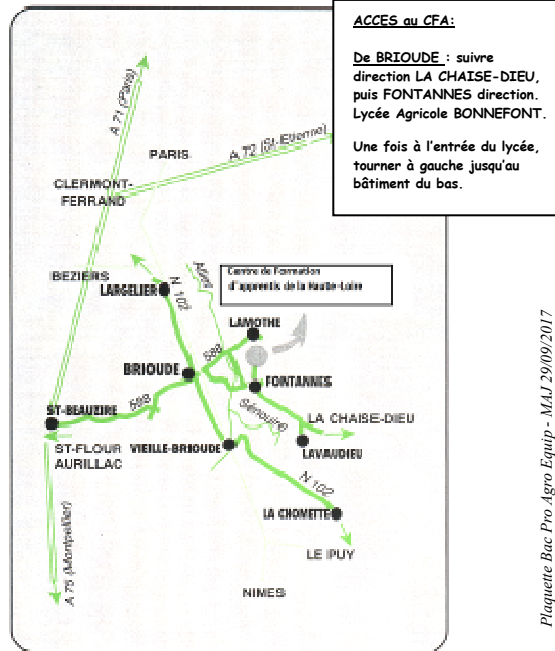 ACCES au CFA:
De BRIOUDE : suivre
direction LA CHAISE-DIEU,
puis FONTANNES direction.
Lycée Agricole BONNEFONT.
Une fois à l'entrée du lycée,
tourner à gauche jusqu'au
bâtiment du bas.
A 71 (Paris)
PARIS
A 72 (St-Etienne)
CLERMONT-
FERRAND
BEZIERS
Allier
Centre de Formation
d'apprentis de la Haute-Loire
LARGELIER
N 102
LAMOTHE
588
BRIOUDE
FONTANNES
588
ST-BEAUZIRE
Sénouire
LA CHAISE-DIEU
ST-FLOUR
AURILLAC
VIEILLE-BRIOUDE
LAVAUDIEU
N 102
LA CHOMETTE
A 75 (Montpellier)
LE PUY
NIMES
Plaquette Bac Pro Agro Equip - MAJ 29/09/2017